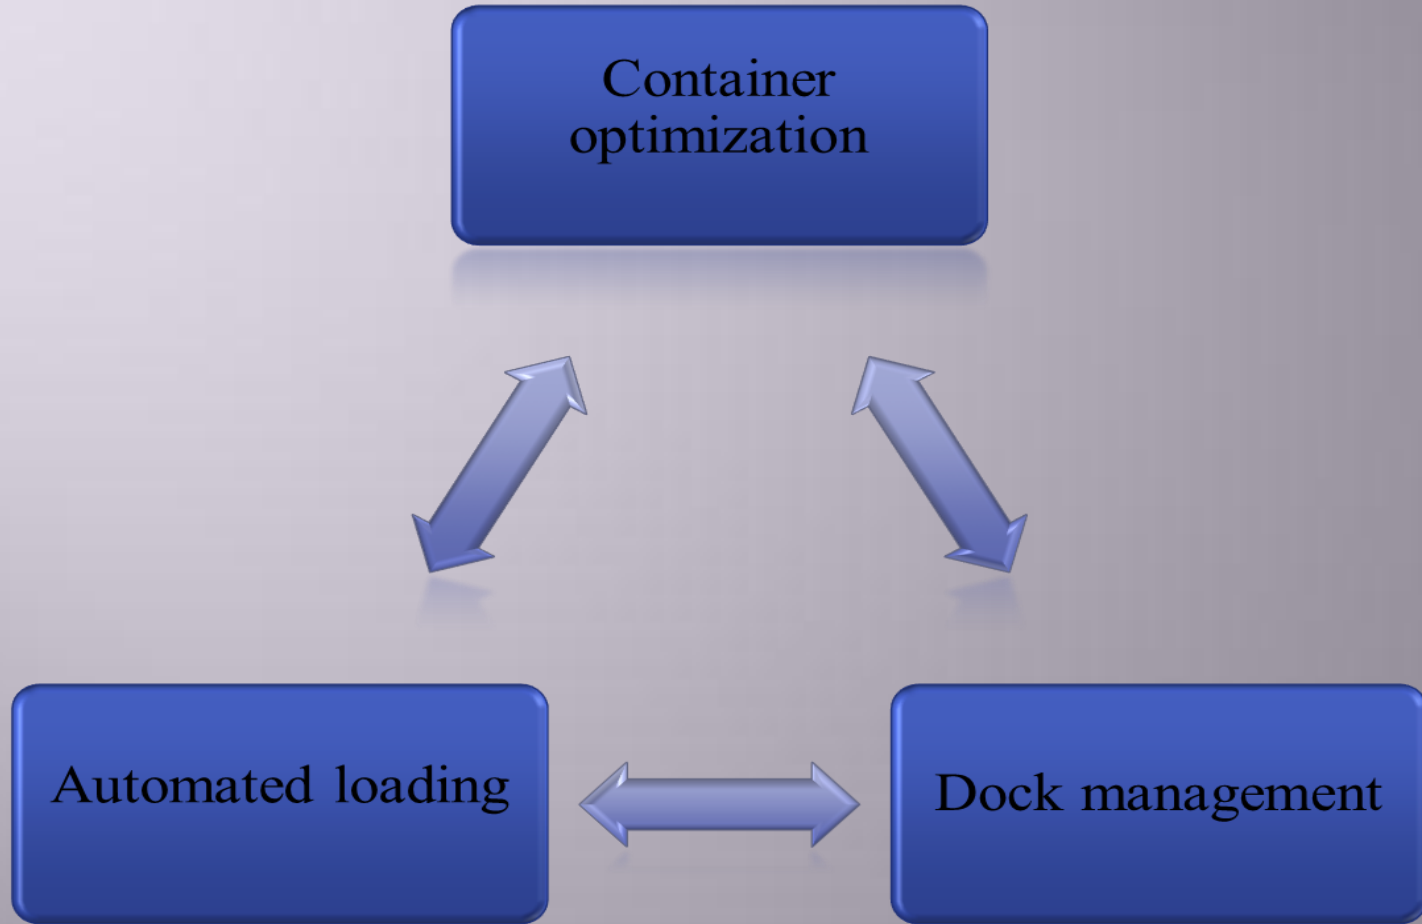 Container
optimization
Automated loading
Dock management